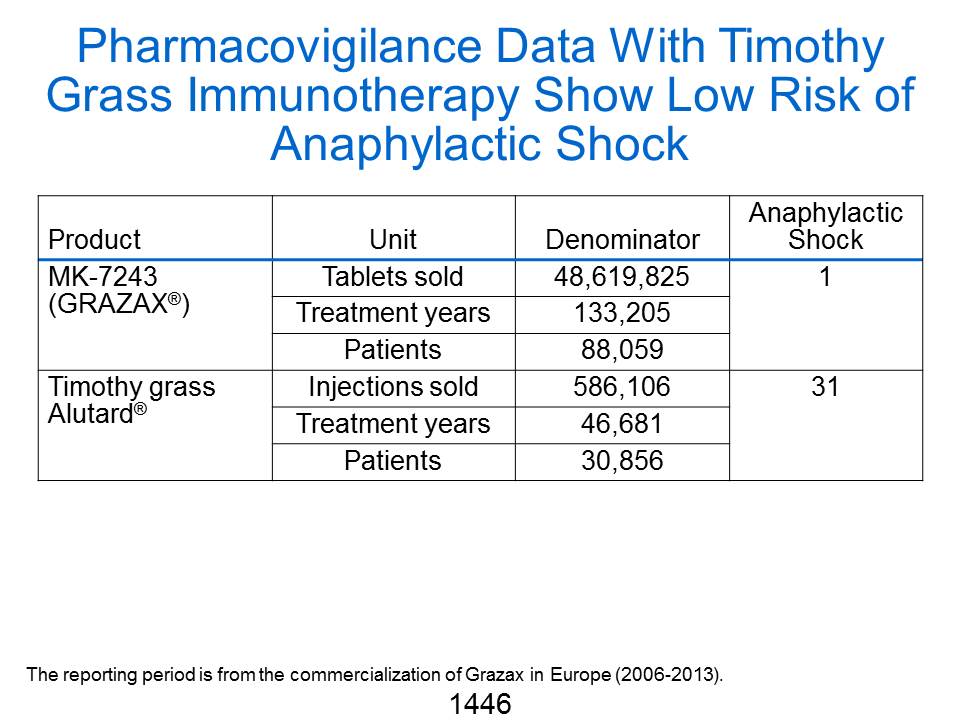 Pharmacovigilance Data With Timothy
Grass Immunotherapy Show Low Risk of
Anaphylactic Shock
Product Unit Denominator Anaphylactic Shock
MK-7243 (GRAZAX®) Tablets sold 48,619,825 1
Treatment years 133,205
Patients 88,059
Timothy grass Alutard® Injections sold 586,106 31
Treatment years 46,681
Patients 30,856
The reporting period is from the commercialization of Grazax in Europe (2006-2013).
1446